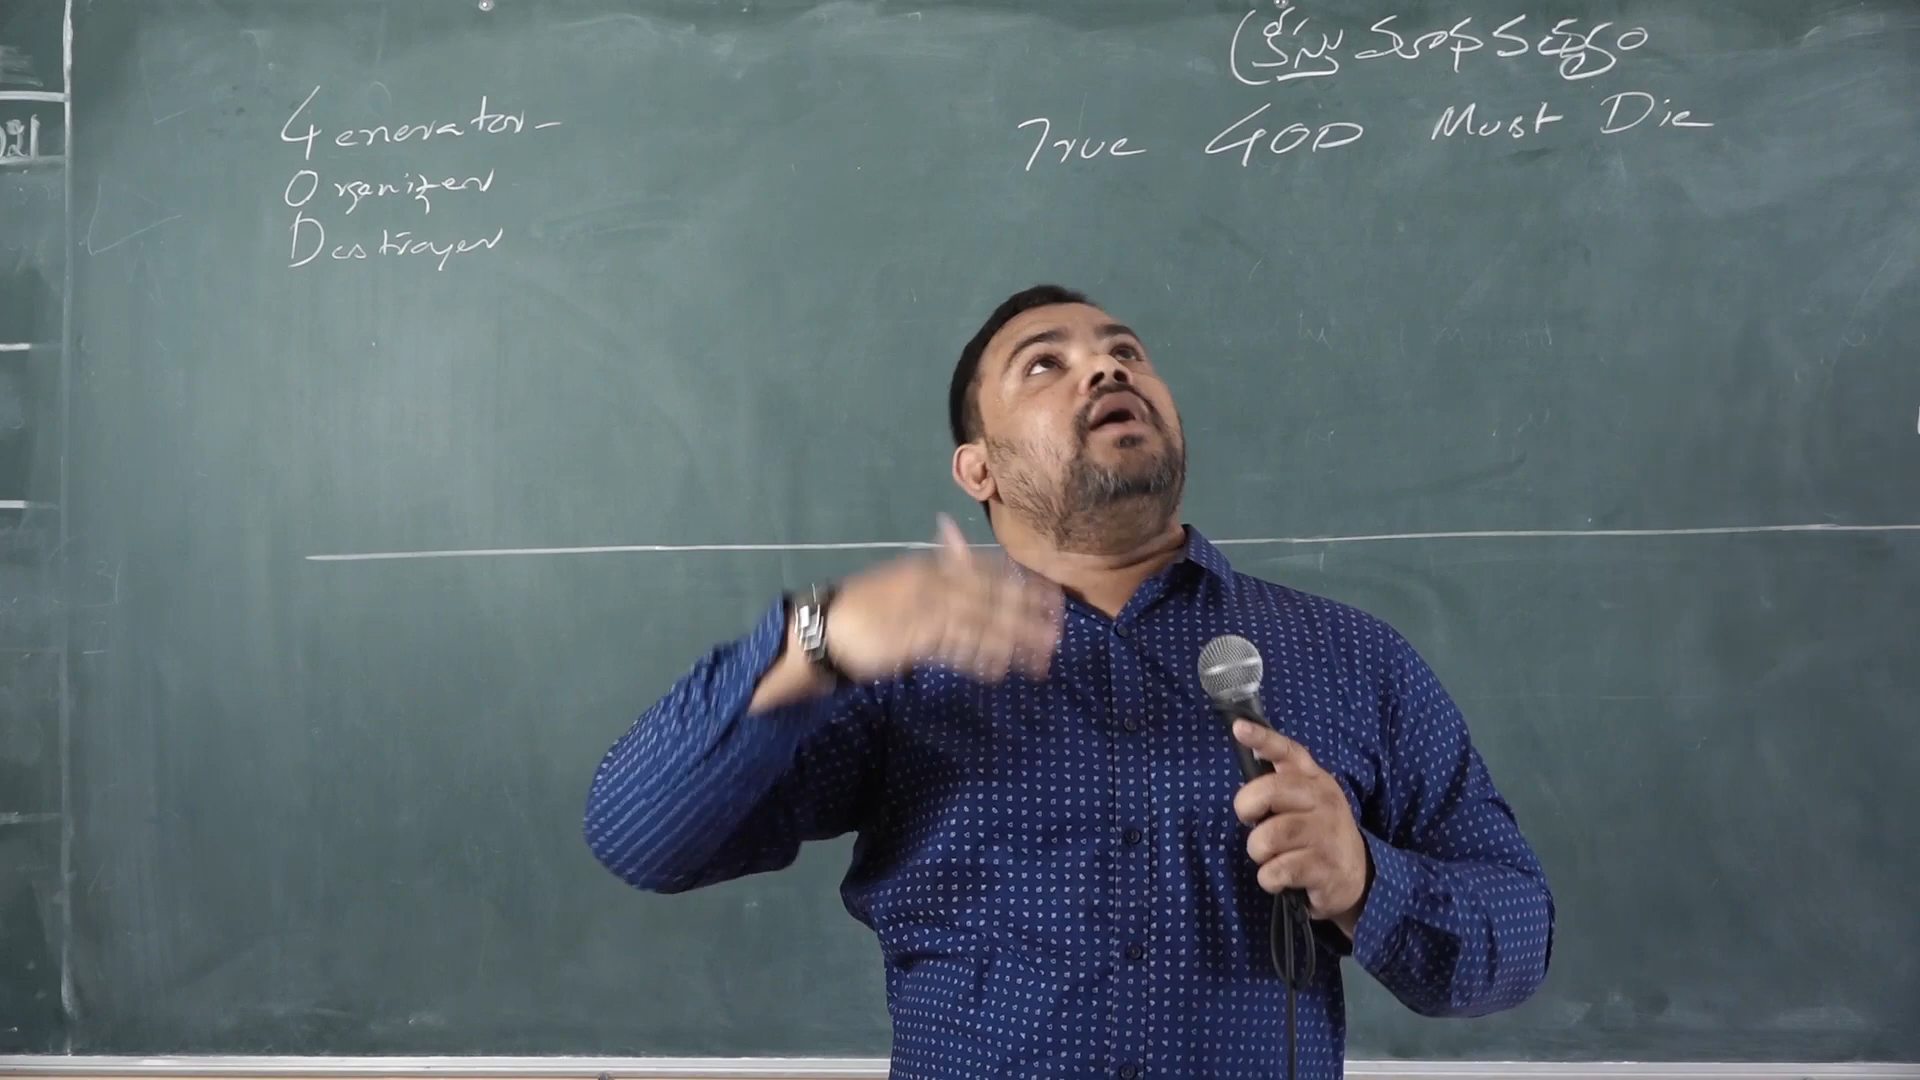 Generator-
Organizer
Destroyer
క్రీస్తు మానవత్వం
True GOD Must Die